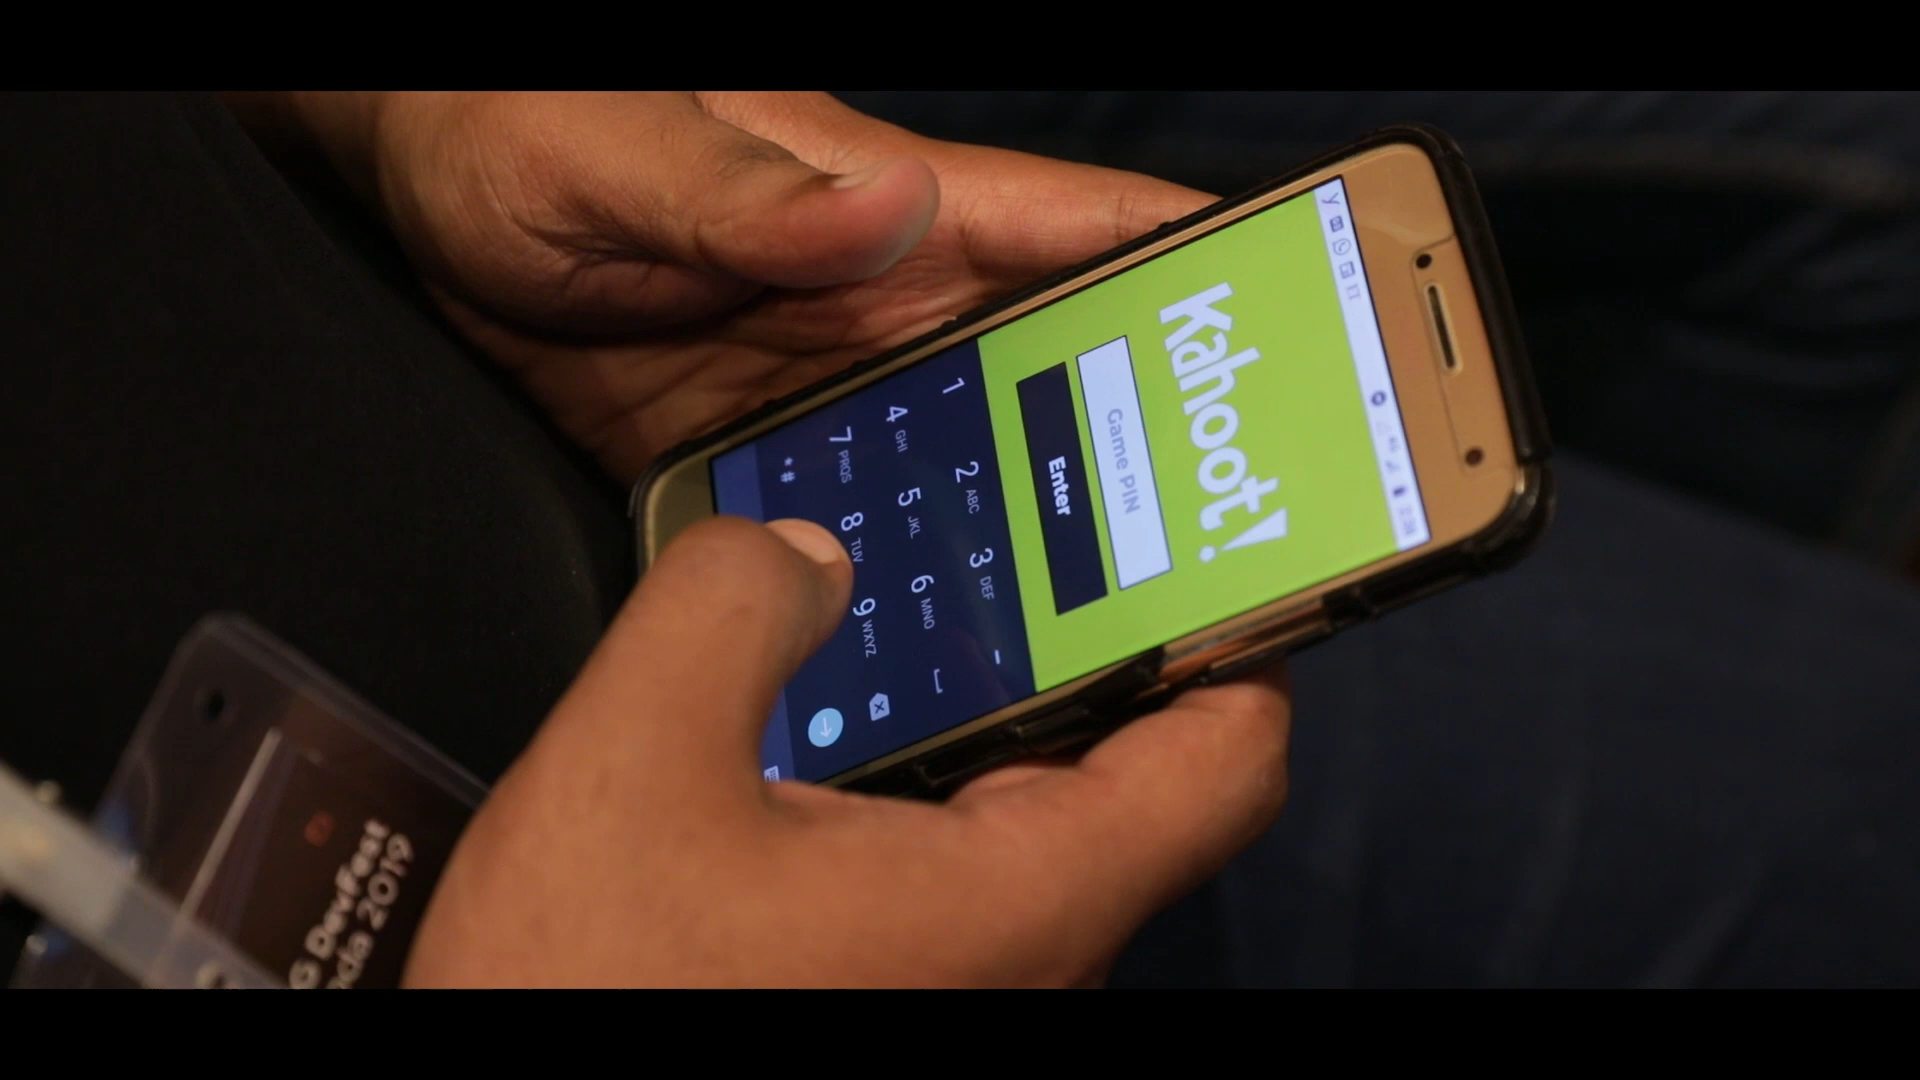 Kahoot!
Game PIN
Enter
1
2 ABC
3 DEF
-
4 GHI
5 JKL
6 MNO
7 PRQS
8 TUV
9 WXYZ
* #
G DevFest
2019